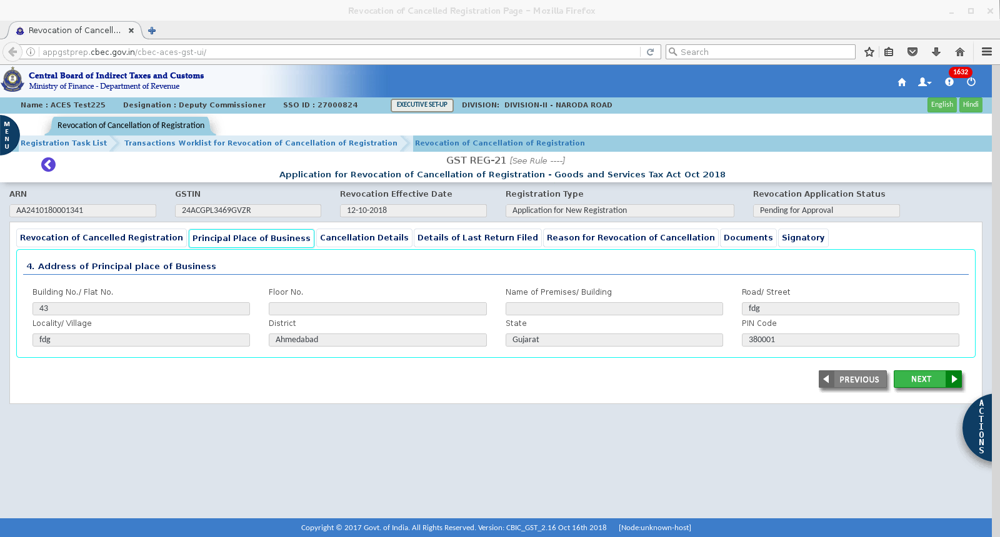 Revocation of Cancelled Registration Page - Mozilla Firefox
Revocation of Cancell...
appgstprep.cbec.gov.in/cbec-aces-gst-ui/
Search
Central Board of Indirect Taxes and Customs
Ministry of Finance - Department of Revenue
1632
Name : ACES Test225 Designation : Deputy Commissioner SSO ID : 27000824 EXECUTIVE SET-UP DIVISION: DIVISION-II - NARODA ROAD English Hindi
MENU
Revocation of Cancellation of Registration
Registration Task List Transactions Worklist for Revocation of Cancellation of Registration Revocation of Cancellation of Registration
GST REG-21 [See Rule ----]
Application for Revocation of Cancellation of Registration - Goods and Services Tax Act Oct 2018
ARN GSTIN Revocation Effective Date Registration Type Revocation Application Status
AA2410180001341 24ACGPL3469GVZR 12-10-2018 Application for New Registration Pending for Approval
Revocation of Cancelled Registration Principal Place of Business Cancellation Details Details of Last Return Filed Reason for Revocation of Cancellation Documents Signatory
4. Address of Principal place of Business
Building No./ Flat No. Floor No. Name of Premises/ Building Road/ Street
43 fdg
Locality/ Village District State PIN Code
fdg Ahmedabad Gujarat 380001
PREVIOUS NEXT
ACTIONS
Copyright © 2017 Govt. of India. All Rights Reserved. Version: CBIC_GST_2.16 Oct 16th 2018 [Node:unknown-host]